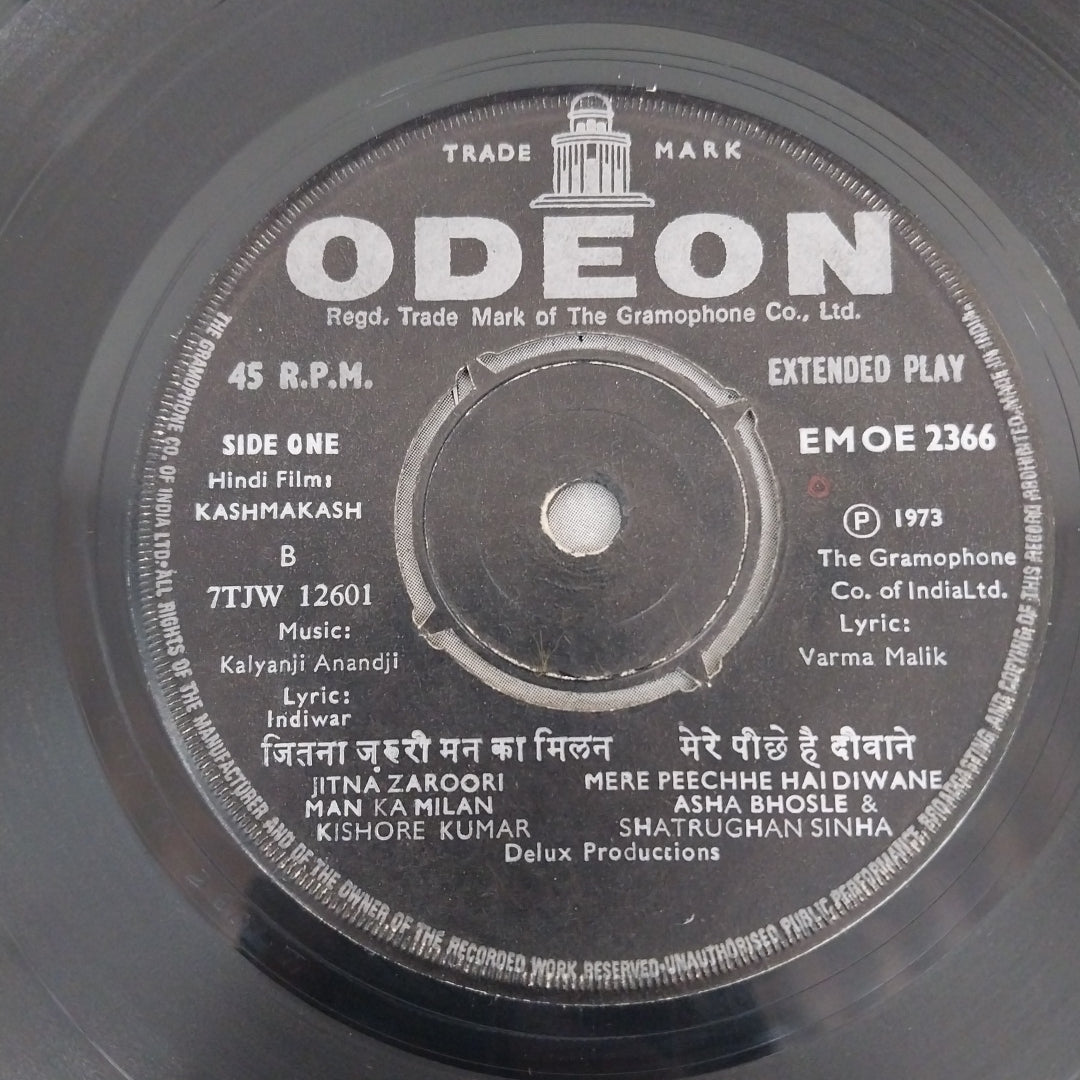 TRADE MARK
ODEON
Regd. Trade Mark of The Gramophone Co., Ltd.
45 R.P.M.
EXTENDED PLAY
SIDE ONE
EMOE 2366
Hindi Film:
KASHMAKASH
B
7TJW 12601
Music:
Kalyanji Anandji
Lyric:
Indiwar
Ⓟ 1973
The Gramophone
Co. of IndiaLtd.
Lyric:
Varma Malik
जितना ज़रुरी मन का मिलन
JITNA ZAROORI
MAN KA MILAN
KISHORE KUMAR
मेरे पीछे है दीवाने
MERE PEECHHE HAI DIWANE
ASHA BHOSLE &
SHATRUGHAN SINHA
Delux Productions
THE GRAMOPHONE CO. OF INDIA LTD·ALL RIGHTS OF THE MANUFACTURER AND OF THE OWNER OF THE RECORDED WORK RESERVED·UNAUTHORISED PUBLIC PERFORMANCE, BROADCASTING AND COPYING OF THIS RECORD PROHIBITED·MADE IN INDIA·